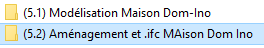 (5.1) Modélisation Maison Dom-Ino
(5.2) Aménagement et .ifc MAison Dom Ino